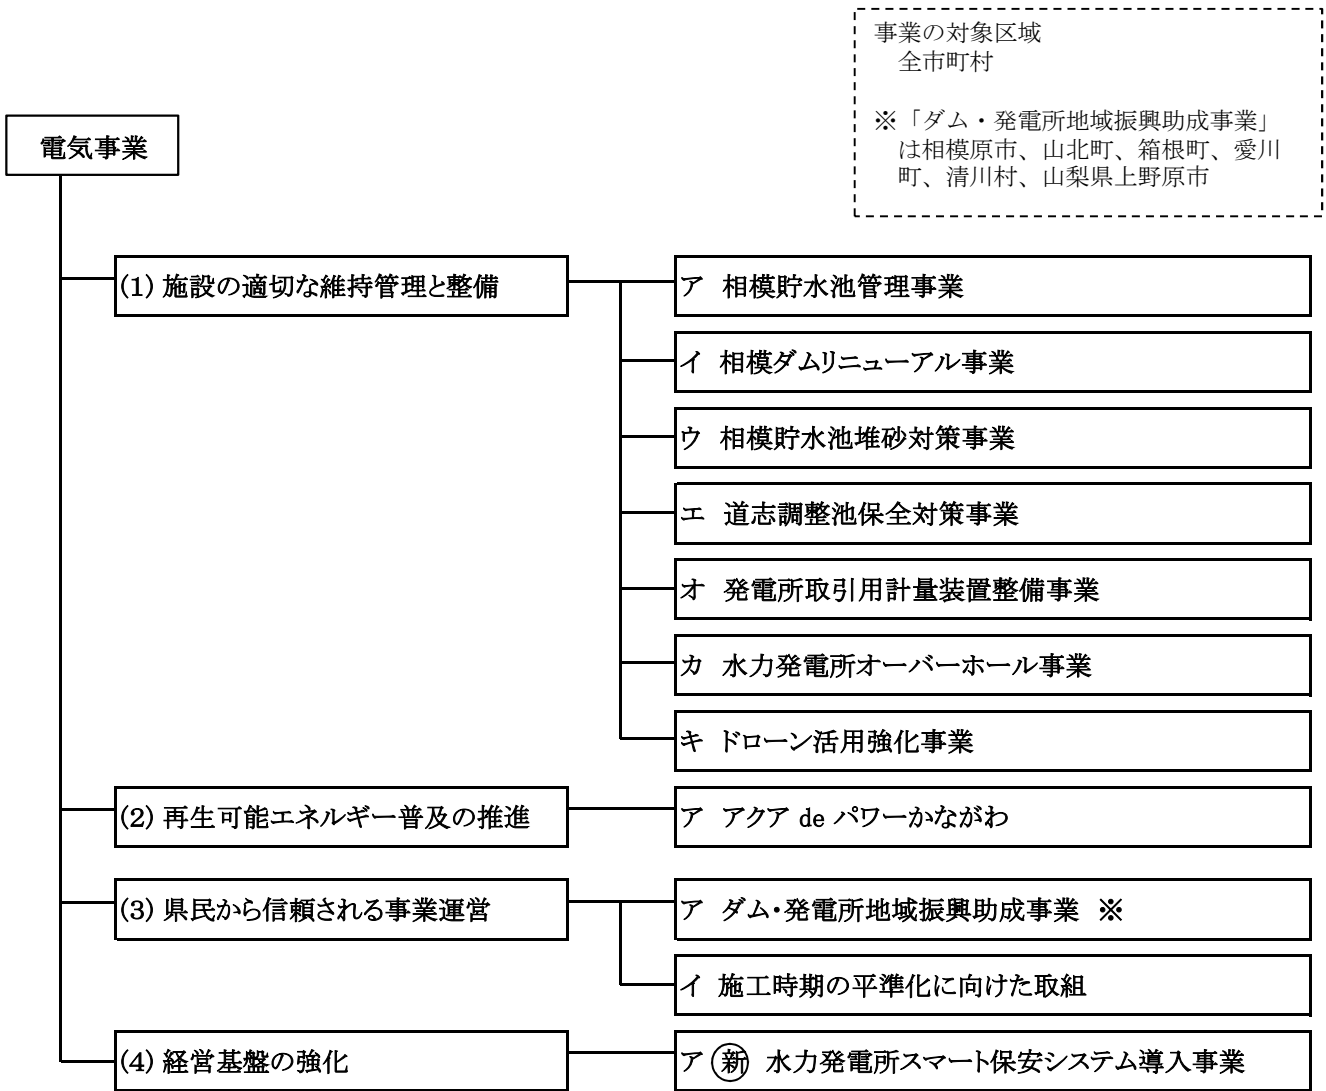 事業の対象区域
全市町村
※「ダム・発電所地域振興助成事業」
は相模原市、山北町、箱根町、愛川
町、清川村、山梨県上野原市
電気事業
(1) 施設の適切な維持管理と整備
ア 相模貯水池管理事業
イ 相模ダムリニューアル事業
ウ 相模貯水池堆砂対策事業
エ 道志調整池保全対策事業
オ 発電所取引用計量装置整備事業
カ 水力発電所オーバーホール事業
キ ドローン活用強化事業
(2) 再生可能エネルギー普及の推進
ア アクア de パワーかながわ
(3) 県民から信頼される事業運営
ア ダム・発電所地域振興助成事業 ※
イ 施工時期の平準化に向けた取組
(4) 経営基盤の強化
ア ㊟新 水力発電所スマート保安システム導入事業